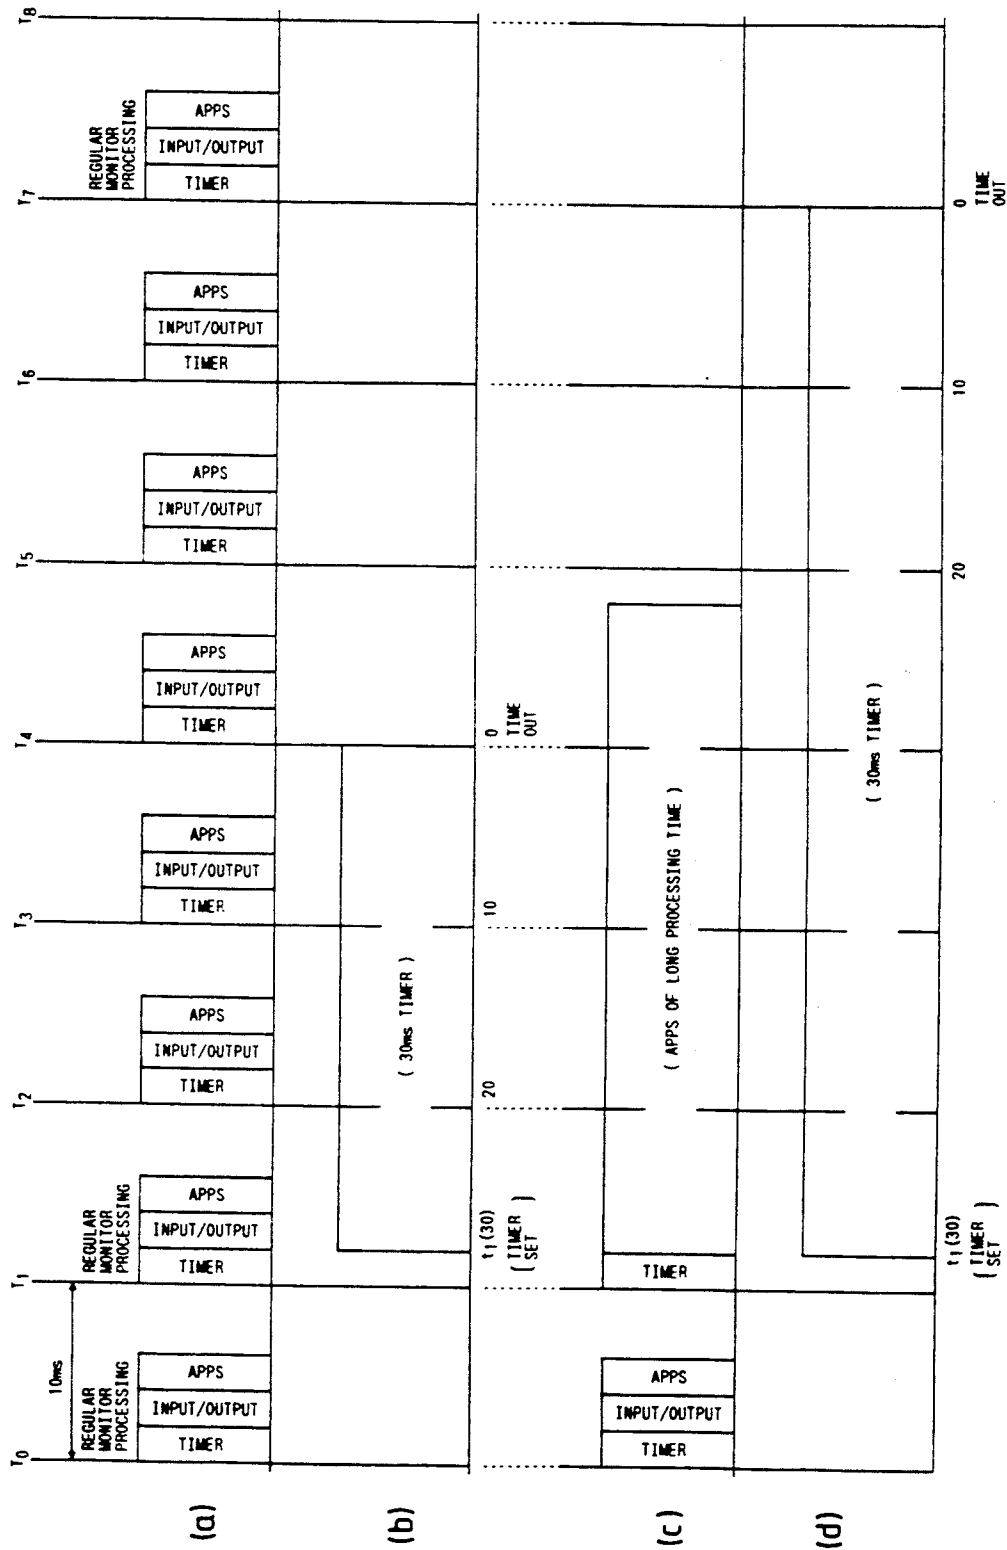 T0
T1
T2
T3
T4
T5
T6
T7
T8
10ms
REGULAR
MONITOR
PROCESSING
REGULAR
MONITOR
PROCESSING
REGULAR
MONITOR
PROCESSING
(a)
TIMER
INPUT/OUTPUT
APPS
TIMER
INPUT/OUTPUT
APPS
TIMER
INPUT/OUTPUT
APPS
TIMER
INPUT/OUTPUT
APPS
TIMER
INPUT/OUTPUT
APPS
TIMER
INPUT/OUTPUT
APPS
TIMER
INPUT/OUTPUT
APPS
TIMER
INPUT/OUTPUT
APPS
(b)
( 30ms TIMER )
t1(30)
( TIMER
SET )
20
10
0
TIME
OUT
(c)
TIMER
INPUT/OUTPUT
APPS
TIMER
( APPS OF LONG PROCESSING TIME )
(d)
( 30ms TIMER )
t1(30)
( TIMER
SET )
20
10
0
TIME
OUT